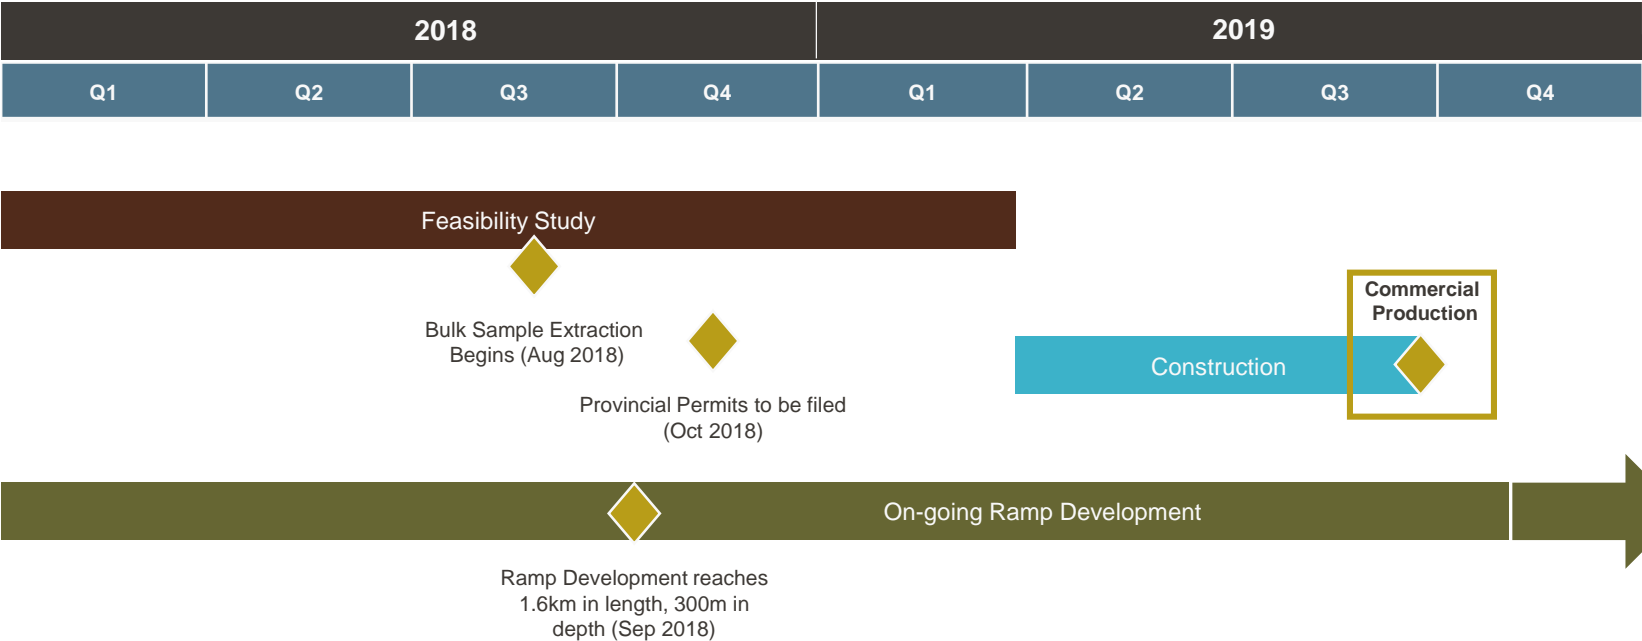 2018
2019
Q1
Q2
Q3
Q4
Q1
Q2
Q3
Q4
Feasibility Study
Bulk Sample Extraction
Begins (Aug 2018)
Provincial Permits to be filed
(Oct 2018)
Commercial
Production
Construction
On-going Ramp Development
Ramp Development reaches
1.6km in length, 300m in
depth (Sep 2018)